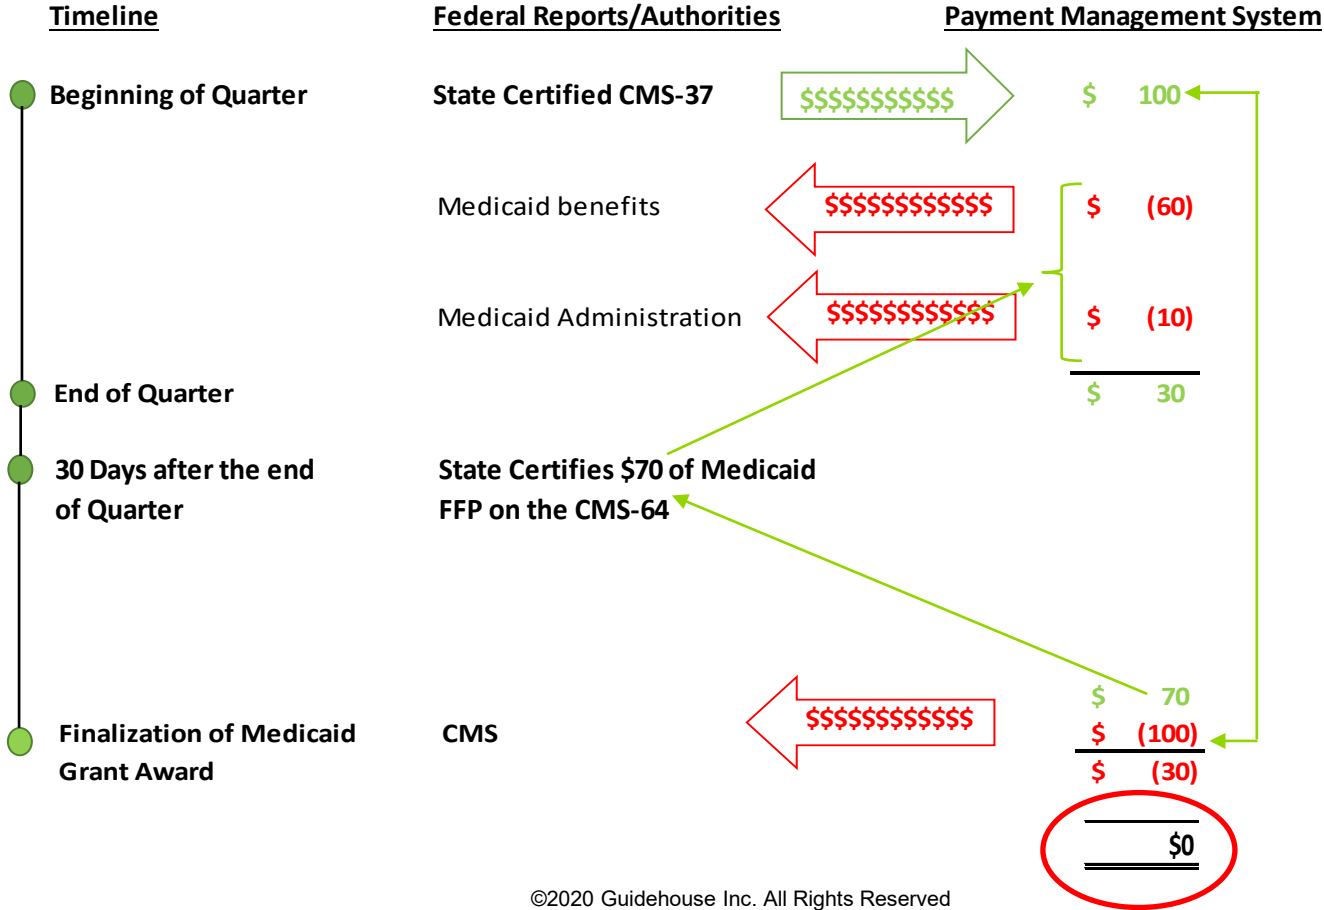 Timeline Federal Reports/Authorities Payment Management System
Beginning of Quarter State Certified CMS-37 $$$$$$$$$$$ $ 100
Medicaid benefits $$$$$$$$$$$$ $ (60)
Medicaid Administration $$$$$$$$$$$$ $ (10)
End of Quarter $ 30
30 Days after the end State Certifies $70 of Medicaid
of Quarter FFP on the CMS-64
$ 70
Finalization of Medicaid CMS $$$$$$$$$$$$ $ (100)
Grant Award $ (30)
$0
©2020 Guidehouse Inc. All Rights Reserved